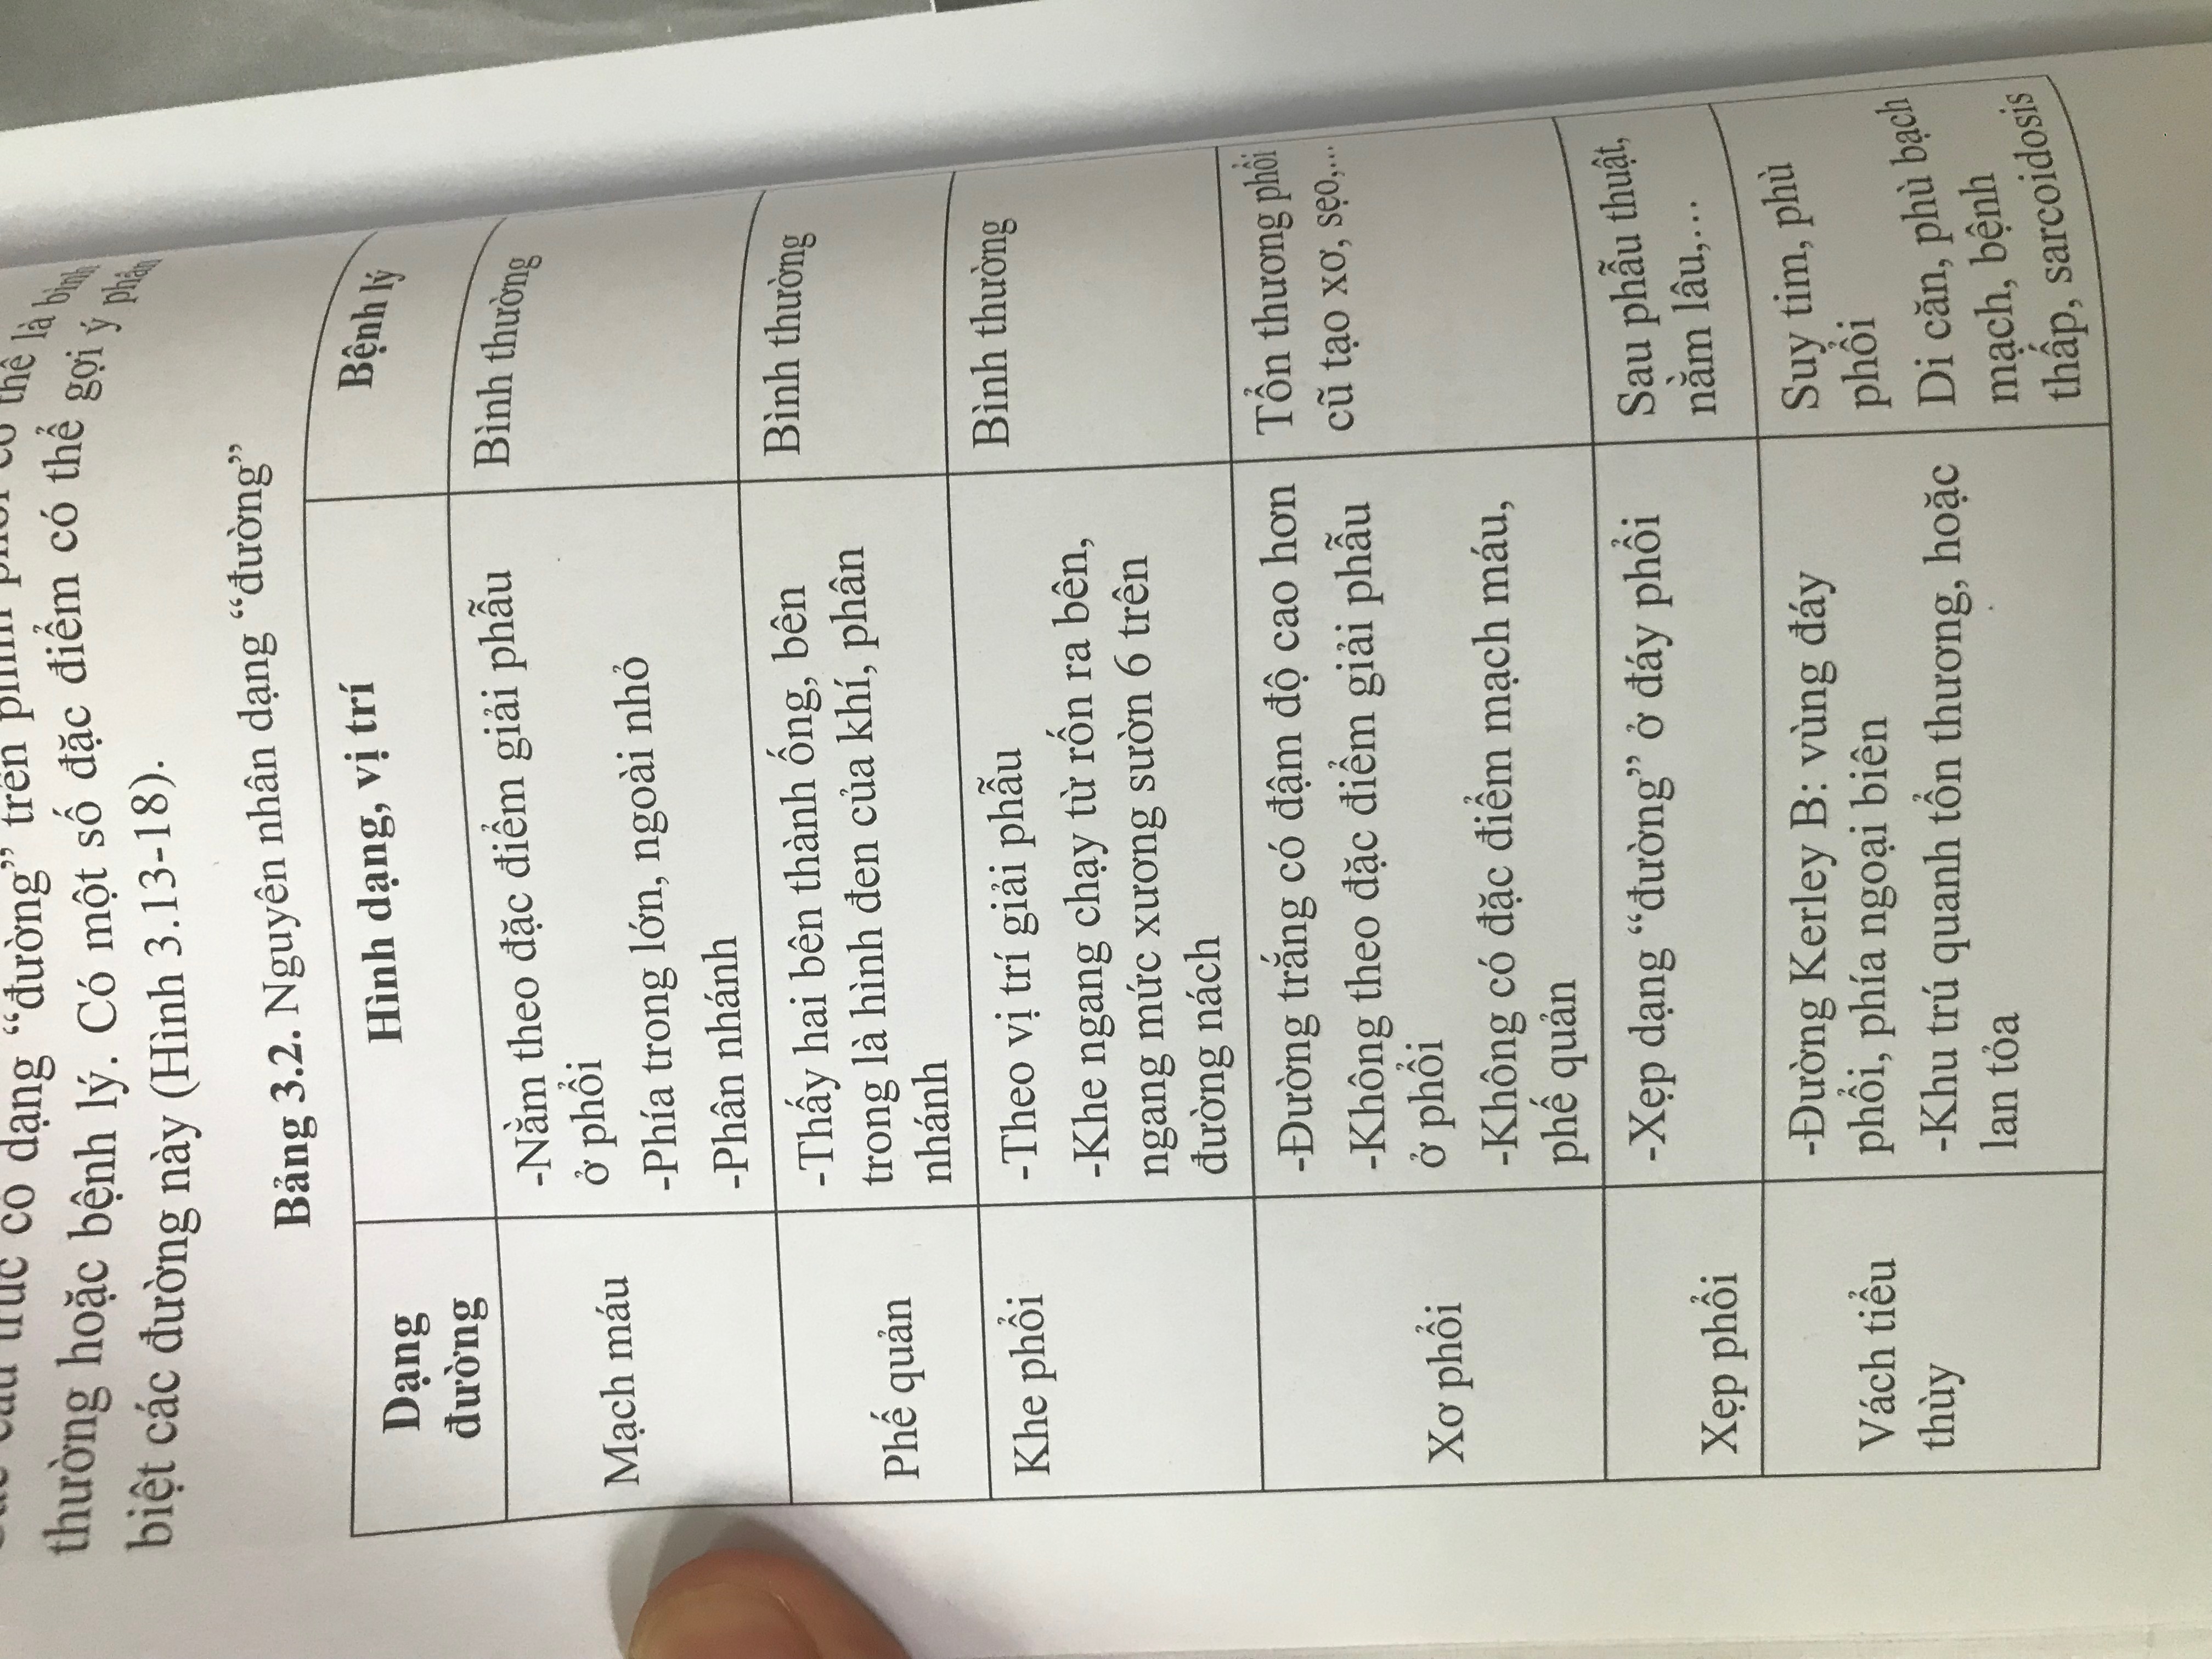 cấu trúc có dạng “đường” trên phim phổi có thể là bình
thường hoặc bệnh lý. Có một số đặc điểm có thể gợi ý phân
biệt các đường này (Hình 3.13-18).
Bảng 3.2. Nguyên nhân dạng “đường”
Dạng
đường
Hình dạng, vị trí
Bệnh lý
Mạch máu
-Nằm theo đặc điểm giải phẫu
ở phổi
-Phía trong lớn, ngoài nhỏ
-Phân nhánh
Bình thường
Phế quản
-Thấy hai bên thành ống, bên
trong là hình đen của khí, phân
nhánh
Bình thường
Khe phổi
-Theo vị trí giải phẫu
-Khe ngang chạy từ rốn ra bên,
ngang mức xương sườn 6 trên
đường nách
Bình thường
Xơ phổi
-Đường trắng có đậm độ cao hơn
-Không theo đặc điểm giải phẫu
ở phổi
-Không có đặc điểm mạch máu,
phế quản
Tổn thương phổi
cũ tạo xơ, sẹo,...
Xẹp phổi
-Xẹp dạng “đường” ở đáy phổi
Sau phẫu thuật,
nằm lâu,...
Vách tiểu
thùy
-Đường Kerley B: vùng đáy
phổi, phía ngoại biên
-Khu trú quanh tổn thương, hoặc
lan tỏa
Suy tim, phù
phổi
Di căn, phù bạch
mạch, bệnh
thấp, sarcoidosis